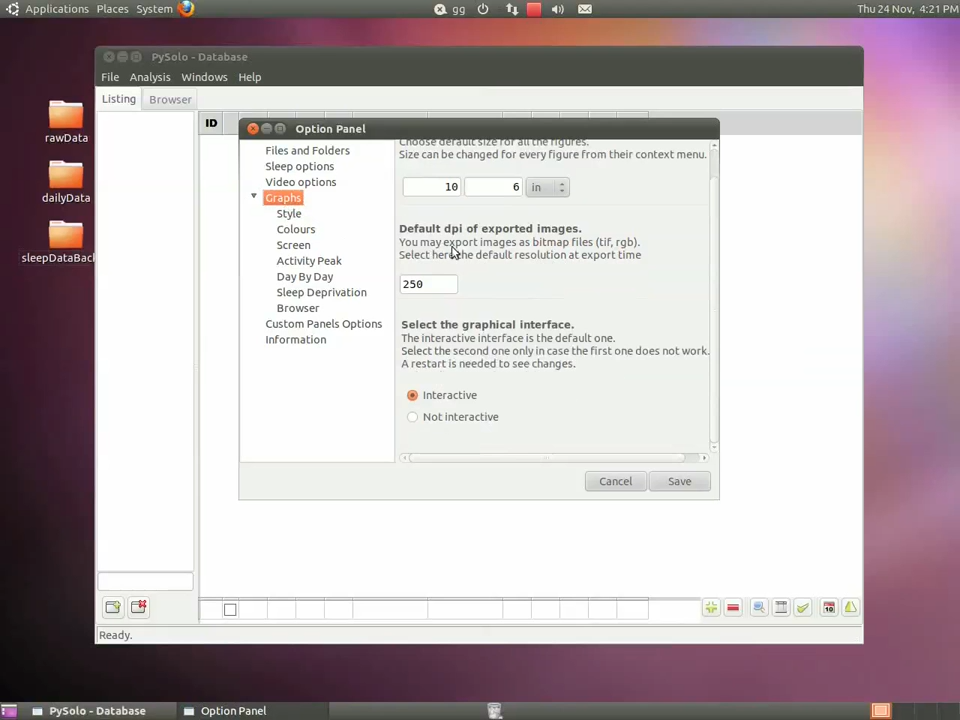 Applications Places System gg Thu 24 Nov, 4:21 PM
PySolo - Database
File Analysis Windows Help
Listing Browser
ID
rawData
dailyData
sleepDataBack
Option Panel
Files and Folders
Sleep options
Video options
Graphs
Style
Colours
Screen
Activity Peak
Day By Day
Sleep Deprivation
Browser
Custom Panels Options
Information
Choose default size for all the figures.
Size can be changed for every figure from their context menu.
10 6 in
Default dpi of exported images.
You may export images as bitmap files (tif, rgb).
Select here the default resolution at export time
250
Select the graphical interface.
The interactive interface is the default one.
Select the second one only in case the first one does not work.
A restart is needed to see changes.
Interactive
Not interactive
Cancel Save
10
Ready.
PySolo - Database Option Panel